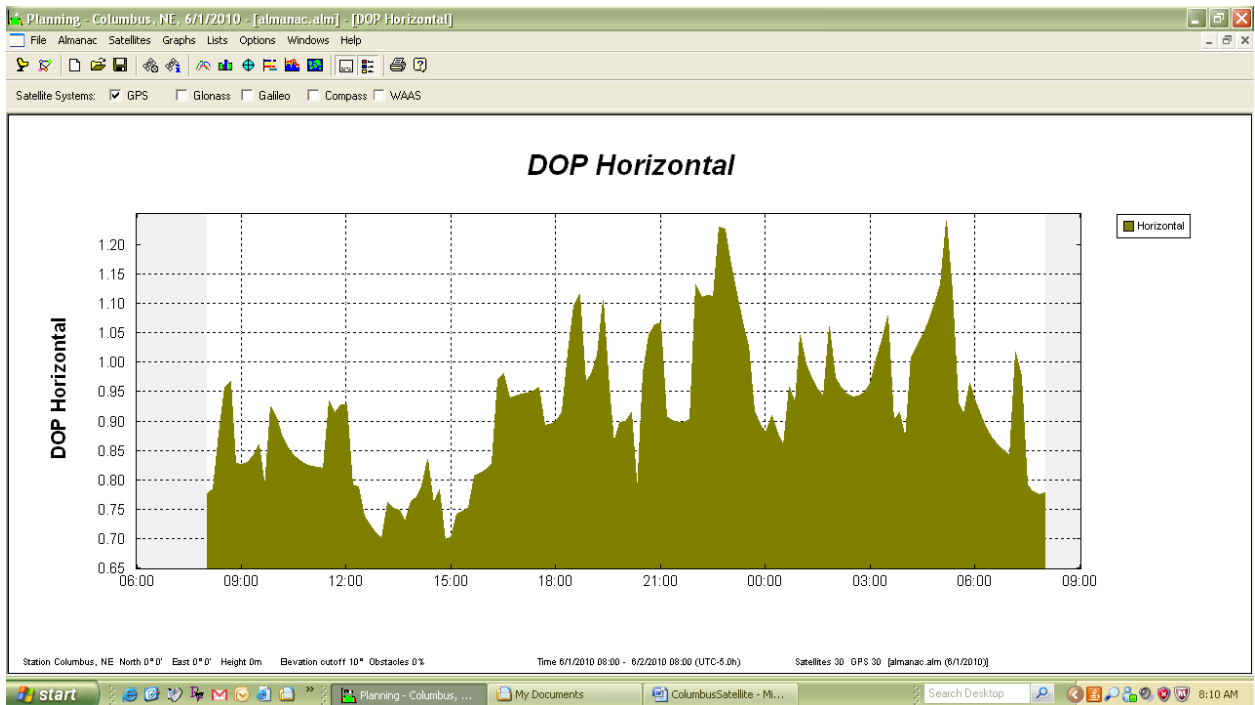 Planning - Columbus, NE, 6/1/2010 - [almanac.alm] - [DOP Horizontal]
File Almanac Satellites Graphs Lists Options Windows Help
Satellite Systems: GPS Glonass Galileo Compass WAAS
DOP Horizontal
Horizontal
DOP Horizontal
1.20
1.15
1.10
1.05
1.00
0.95
0.90
0.85
0.80
0.75
0.70
0.65
06:00 09:00 12:00 15:00 18:00 21:00 00:00 03:00 06:00 09:00
Station Columbus, NE North 0°0' East 0°0' Height 0m Elevation cutoff 10° Obstacles 0% Time 6/1/2010 08:00 - 6/2/2010 08:00 (UTC-5.0h) Satellites 30 GPS 30 [almanac.alm (6/1/2010)]
start Planning - Columbus, ... My Documents ColumbusSatellite - Mi... Search Desktop 8:10 AM